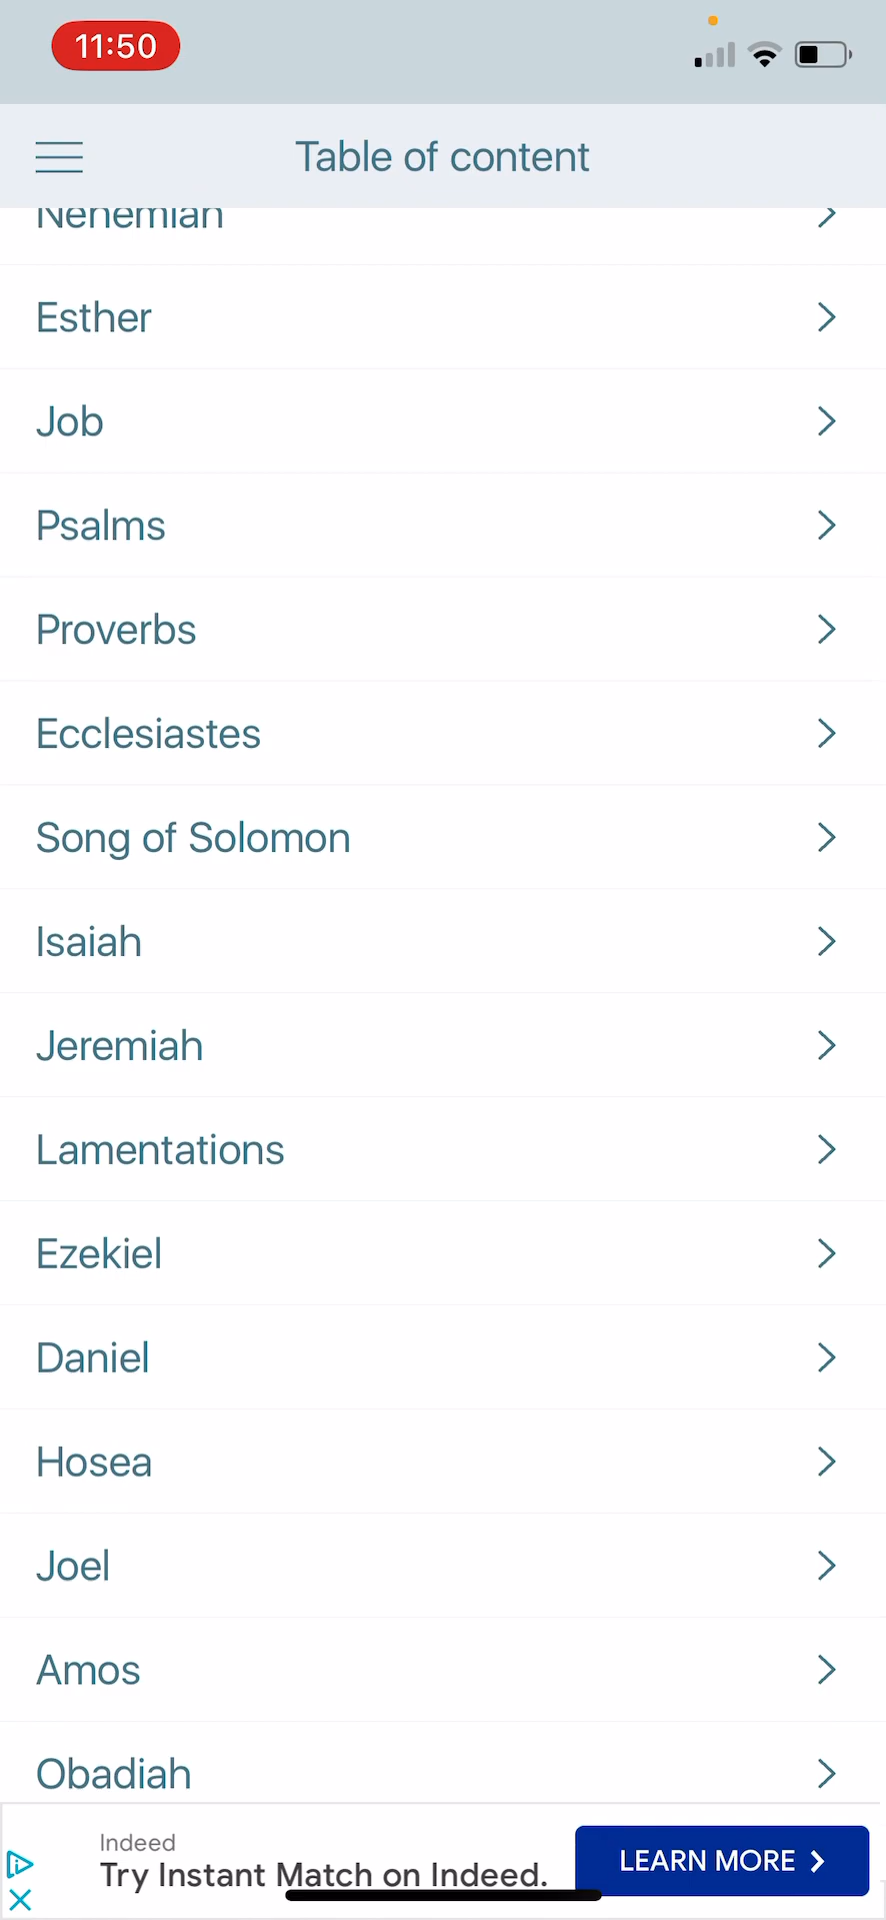 11:50
Table of content
Nehemiah
Esther
Job
Psalms
Proverbs
Ecclesiastes
Song of Solomon
Isaiah
Jeremiah
Lamentations
Ezekiel
Daniel
Hosea
Joel
Amos
Obadiah
Indeed
Try Instant Match on Indeed.
LEARN MORE